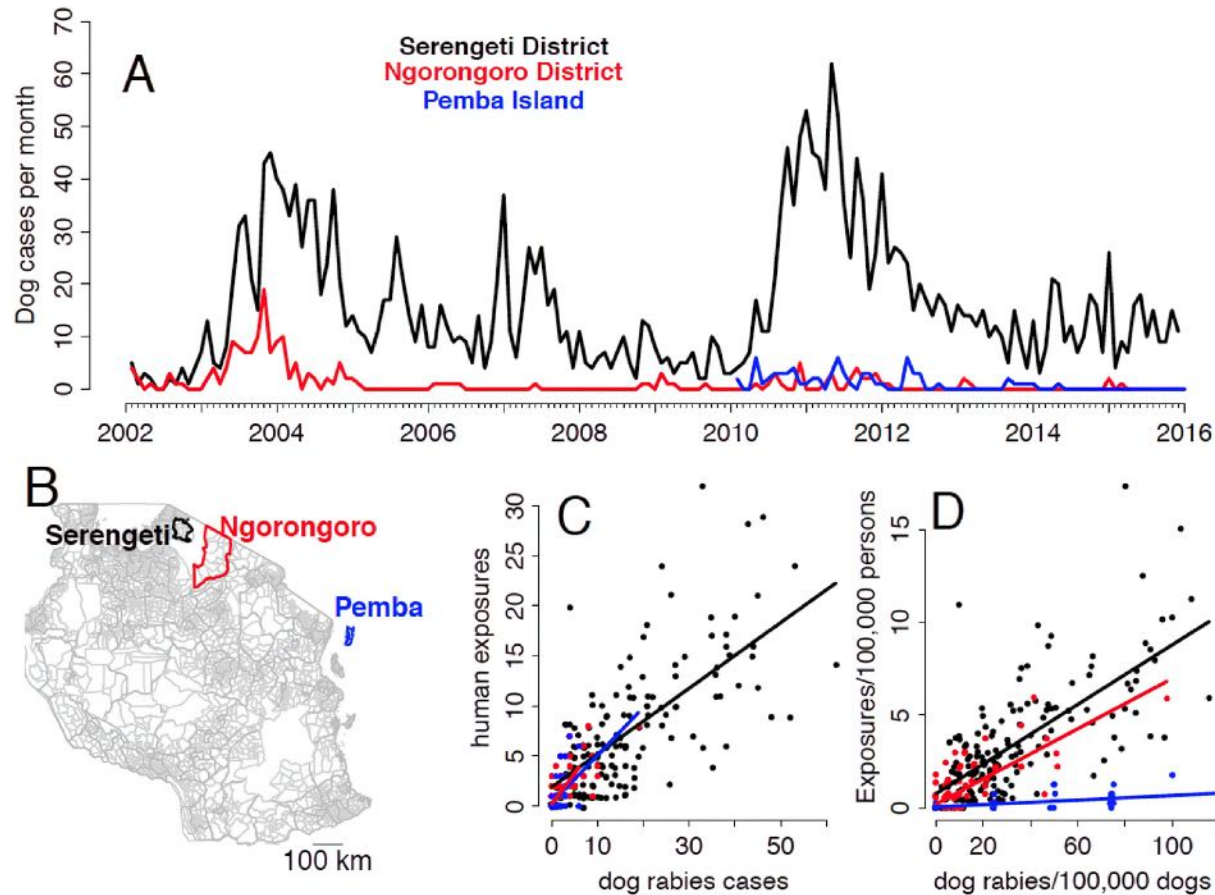 A
Serengeti District
Ngorongoro District
Pemba Island
Dog cases per month
70
60
50
40
30
20
10
0
2002 2004 2006 2008 2010 2012 2014 2016
B
Serengeti
Ngorongoro
Pemba
100 km
C
human exposures
30
25
20
15
10
5
0
0 10 30 50
dog rabies cases
D
Exposures/100,000 persons
15
10
5
0
0 20 60 100
dog rabies/100,000 dogs